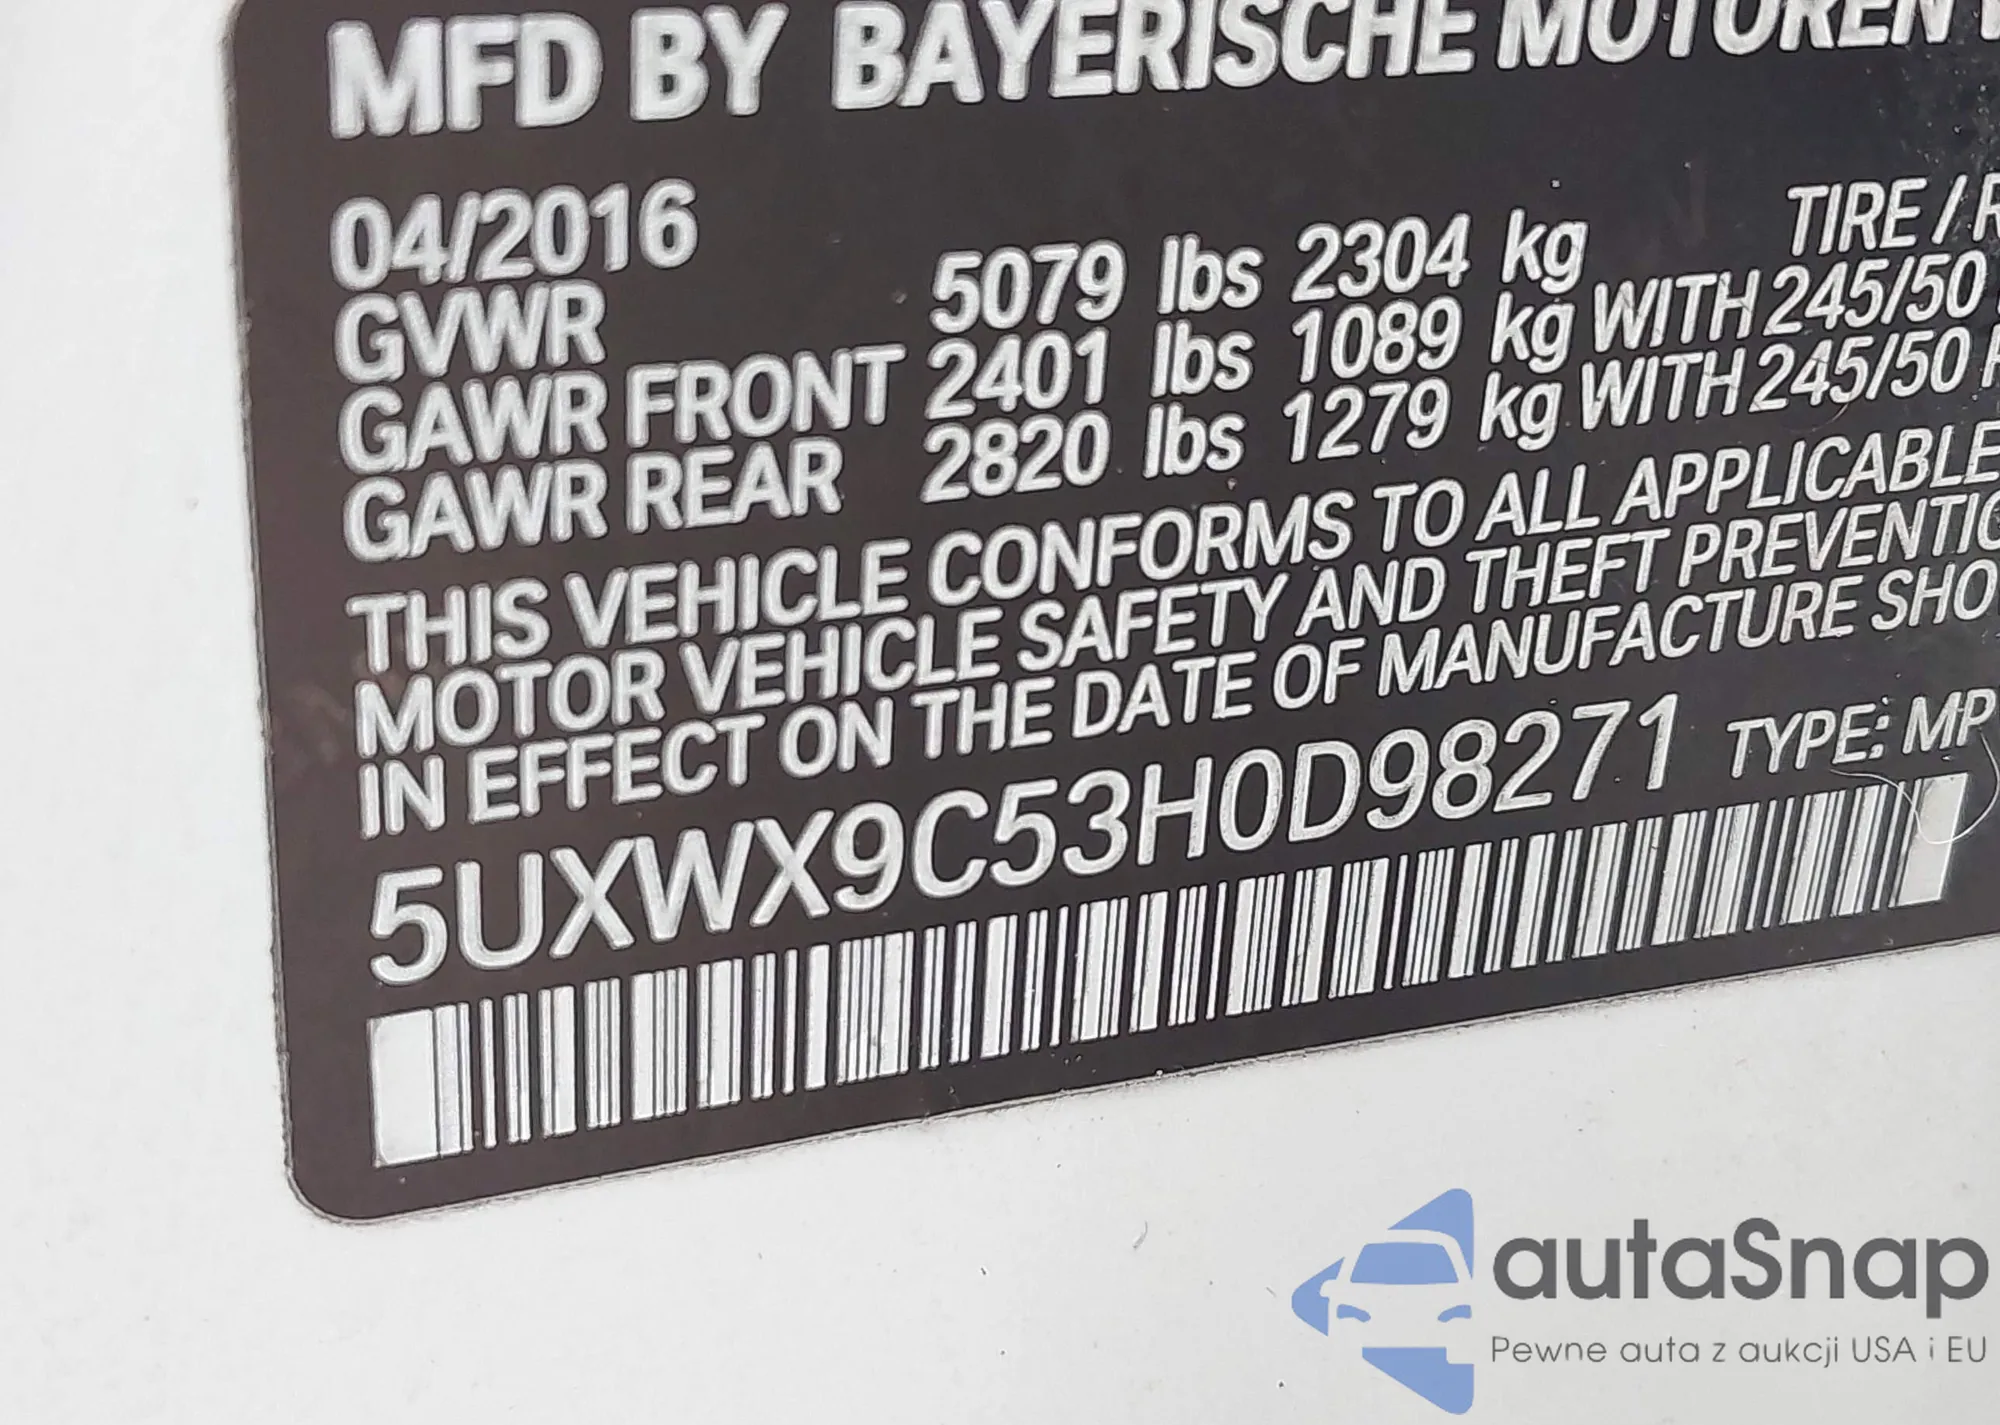 MFD BY BAYERISCHE MOTOREN
04/2016
GVWR 5079 lbs 2304 kg TIRE /
GAWR FRONT 2401 lbs 1089 kg WITH 245/50
GAWR REAR 2820 lbs 1279 kg WITH 245/50
THIS VEHICLE CONFORMS TO ALL APPLICABLE
MOTOR VEHICLE SAFETY AND THEFT PREVENTIO
IN EFFECT ON THE DATE OF MANUFACTURE SHO
5UXWX9C53H0D98271 TYPE: MP
autaSnap
Pewne auta z aukcji USA i EU